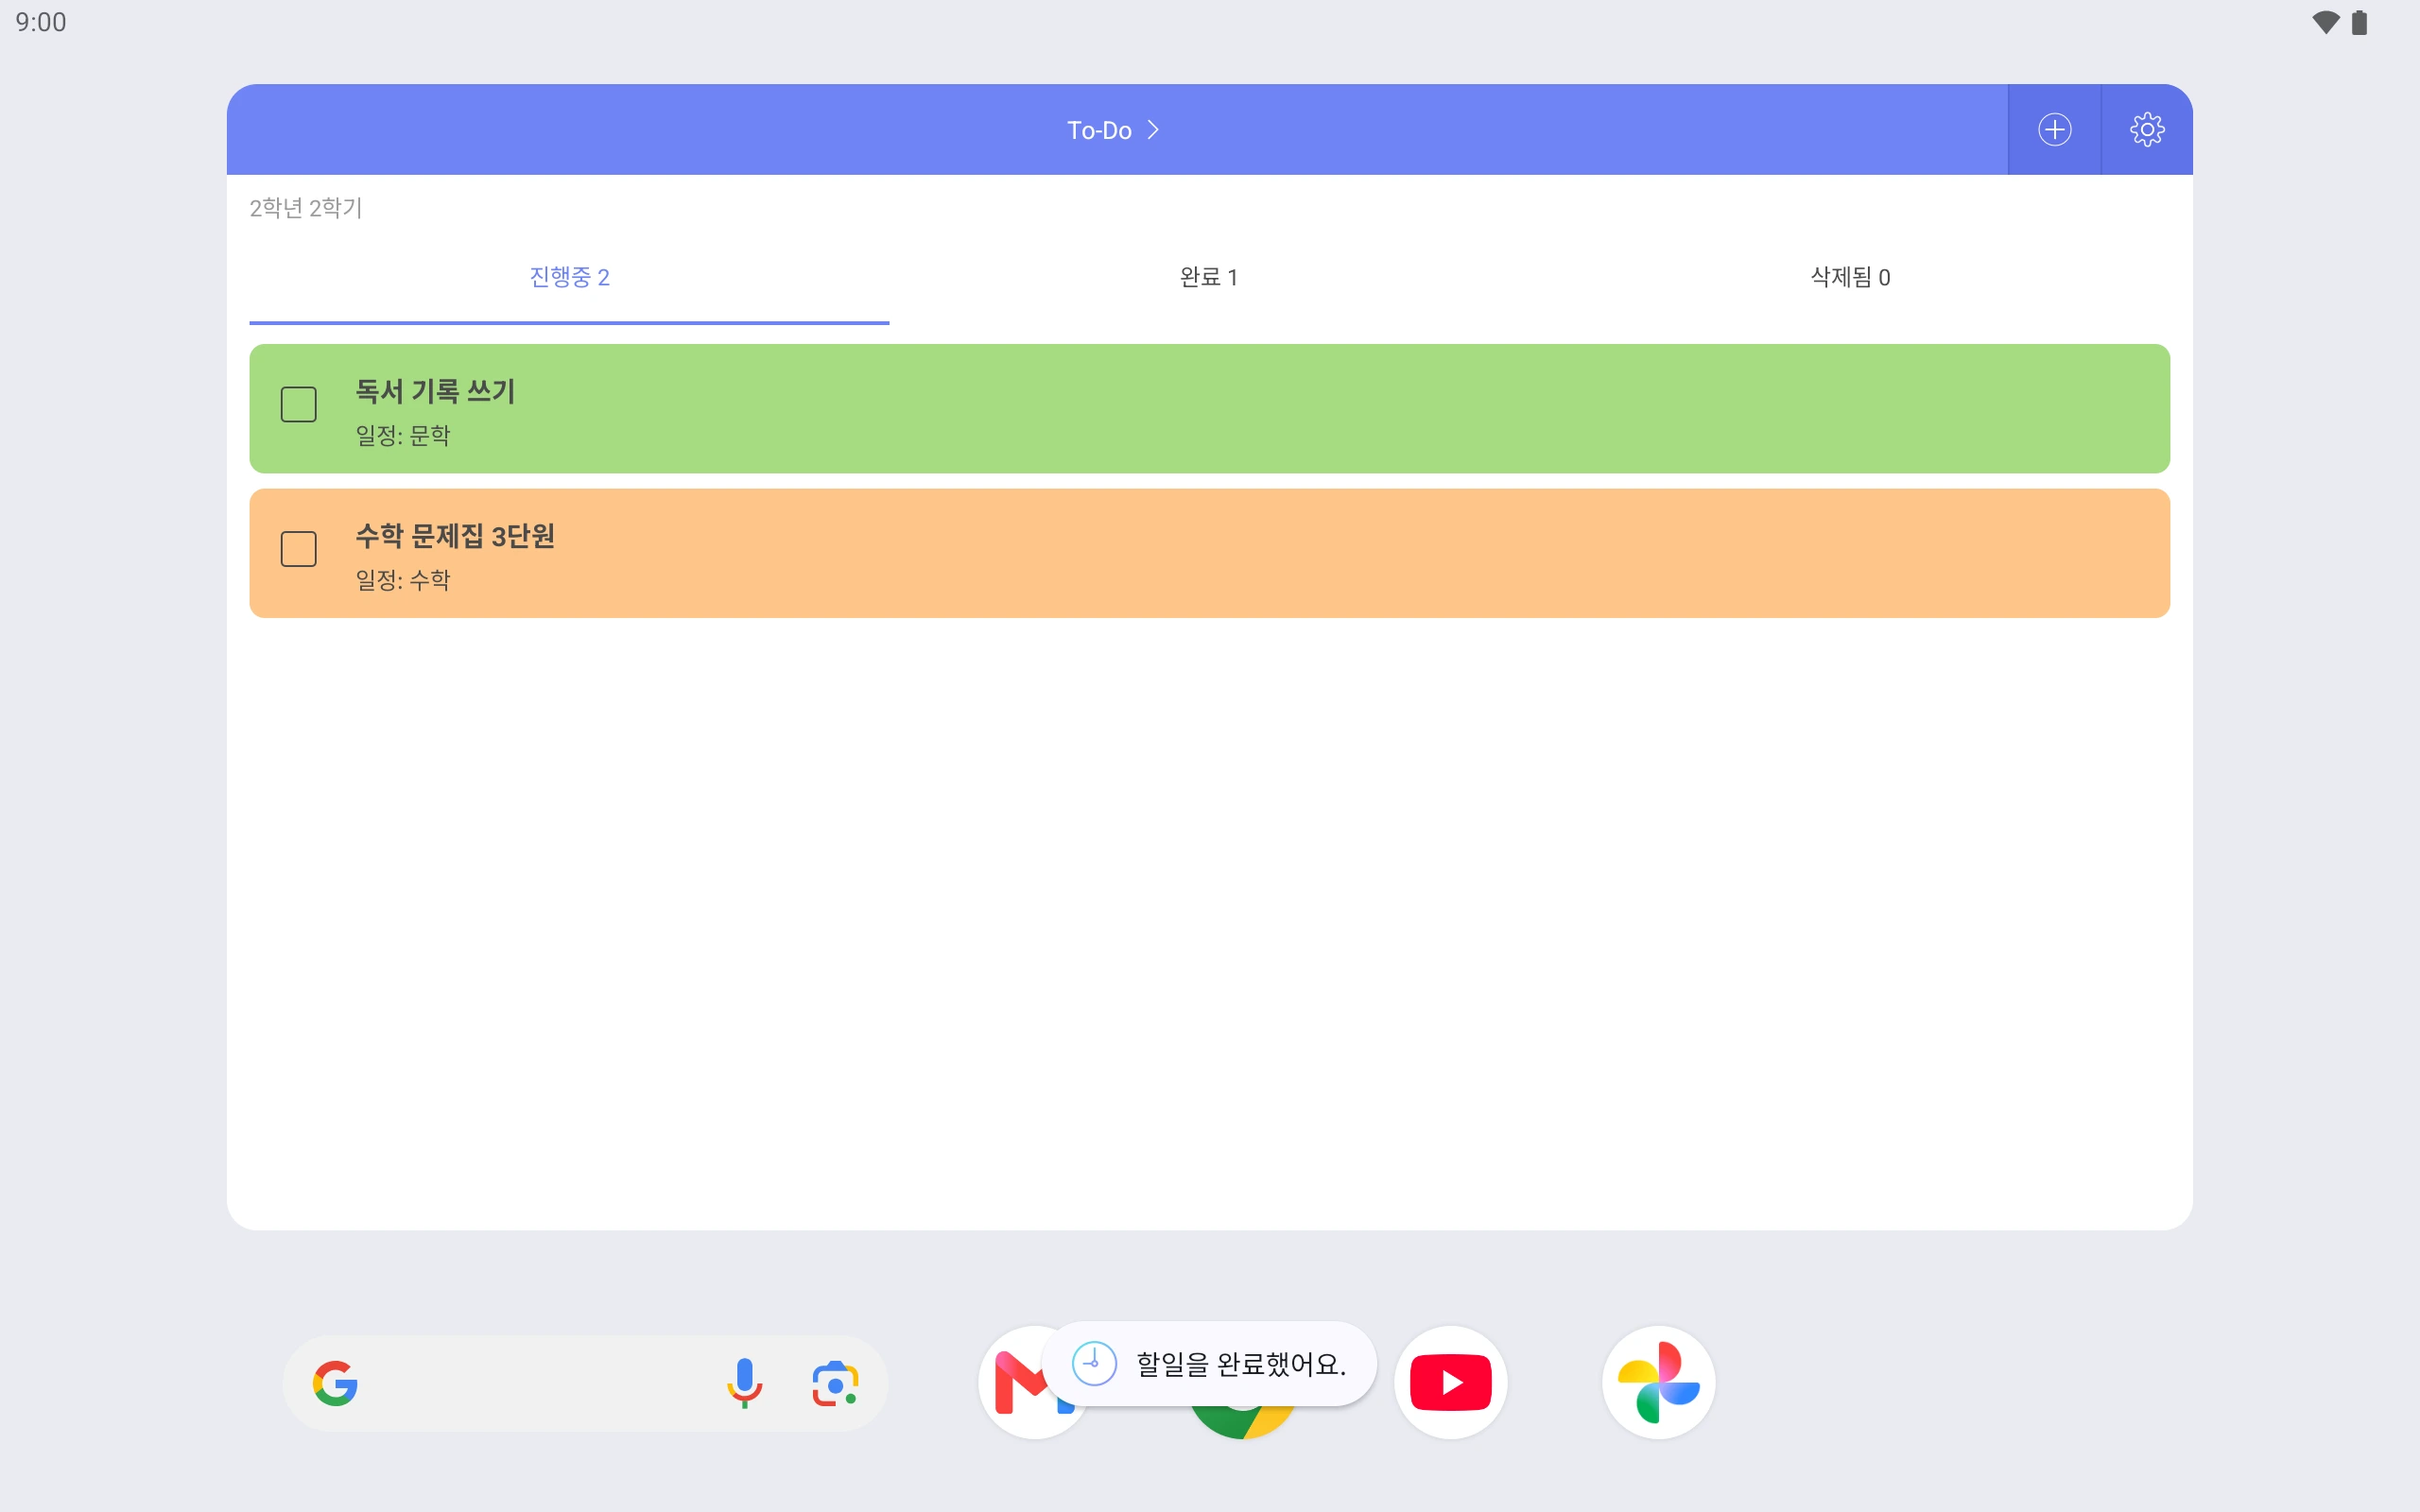 9:00
To-Do
2학년 2학기
진행중 2
완료 1
삭제됨 0
독서 기록 쓰기
일정: 문학
수학 문제집 3단원
일정: 수학
할일을 완료했어요.